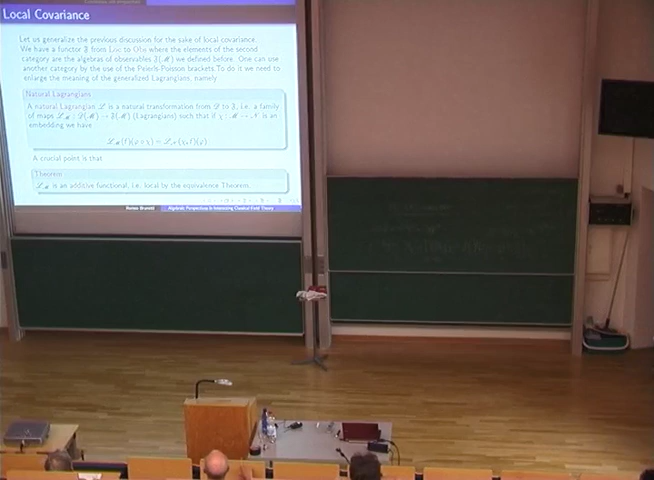 Local Covariance
Let us generalize the previous discussion for the sake of local covariance.
We have a functor 𝔉 from Loc to Obs where the elements of the second
category are the algebras of observables 𝔉(ℳ) we defined before. One can use
another category by the use of the Peierls-Poisson brackets.To do it we need to
enlarge the meaning of the generalized Lagrangians, namely
Natural Lagrangians
A natural Lagrangian ℒ is a natural transformation from 𝒟 to 𝔉, i.e. a family
of maps ℒ_ℳ : 𝒟(ℳ) → 𝔉(ℳ) (Lagrangians) such that if χ : ℳ → 𝒩 is an
embedding we have
ℒ_ℳ(f)(φ∘χ) = ℒ_𝒩(χ_*f)(φ)
A crucial point is that
Theorem
ℒ_ℳ is an additive functional, i.e. local by the equivalence Theorem.
Romeo Brunetti Algebraic Perspectives in Interacting Classical Field Theory